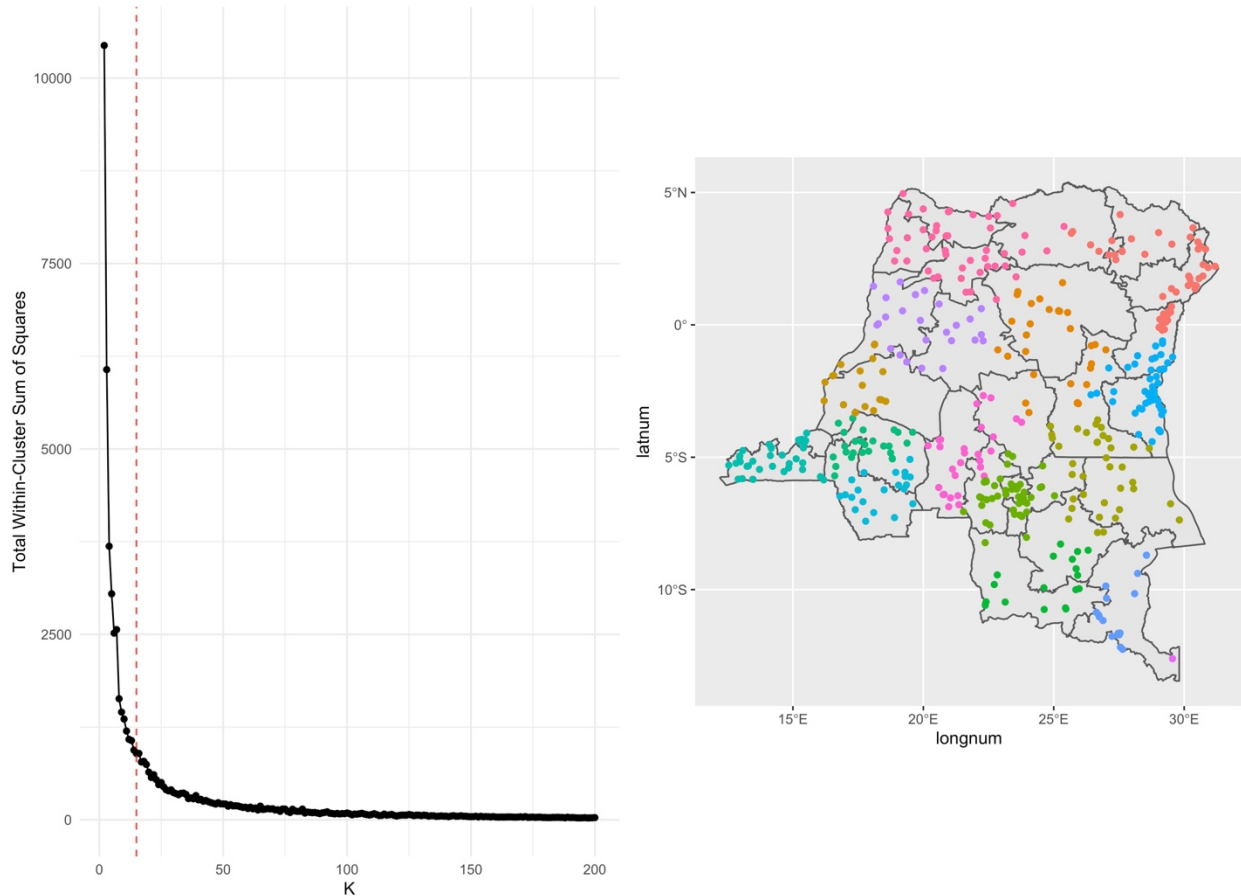 10000
7500
5000
2500
0
Total Within-Cluster Sum of Squares
0
50
100
150
200
K
5°N
0°
5°S
10°S
latnum
15°E
20°E
25°E
30°E
longnum